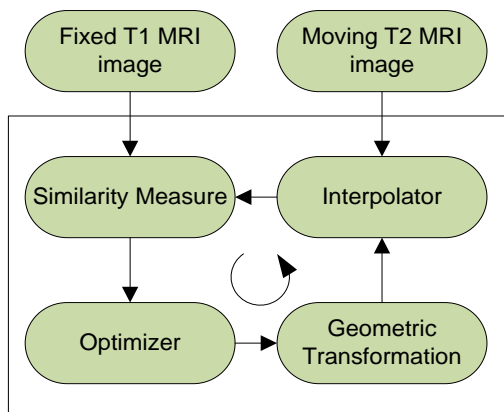 Fixed T1 MRI
image
Moving T2 MRI
image
Similarity Measure
Interpolator
Optimizer
Geometric
Transformation